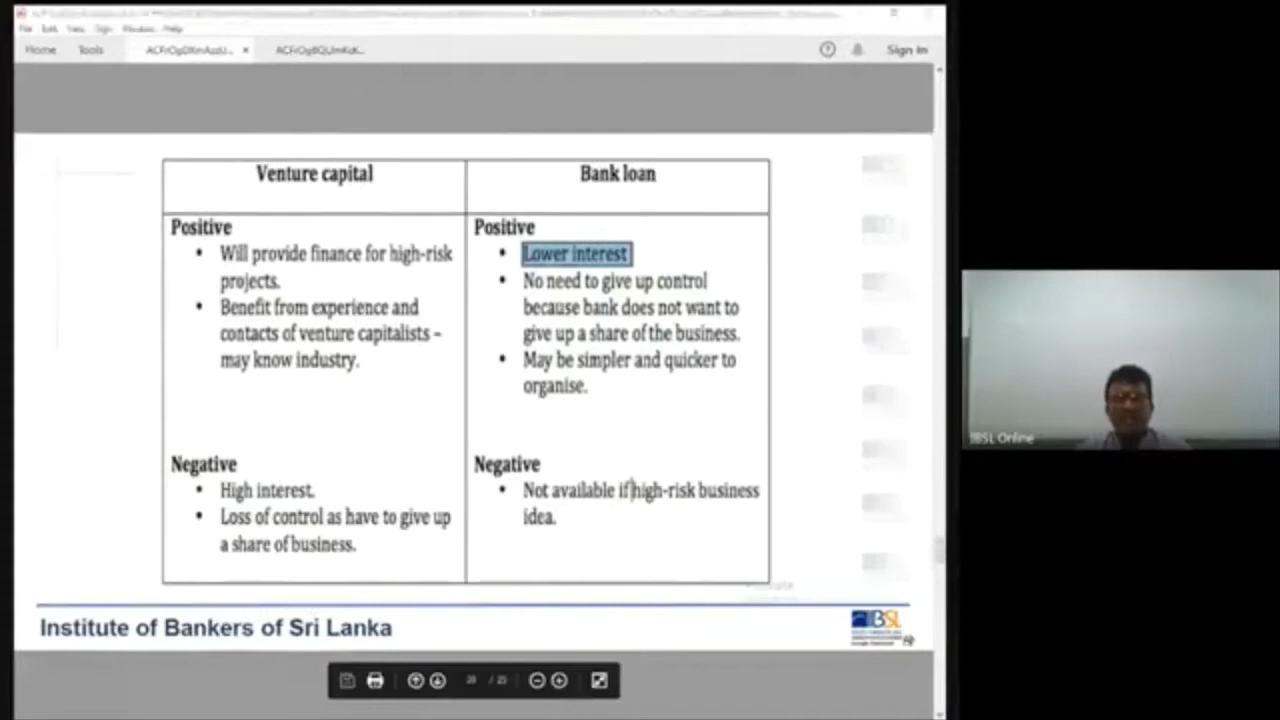 Home Tools ACFrOgDXmAzdJ... × ACFrOgBQUmKdK... Sign In
Venture capital
Bank loan
Positive
• Will provide finance for high-risk
projects.
• Benefit from experience and
contacts of venture capitalists –
may know industry.
Negative
• High interest.
• Loss of control as have to give up
a share of business.
Positive
• Lower interest
• No need to give up control
because bank does not want to
give up a share of the business.
• May be simpler and quicker to
organise.
Negative
• Not available if high-risk business
idea.
Institute of Bankers of Sri Lanka
IBSL
IBSL Online